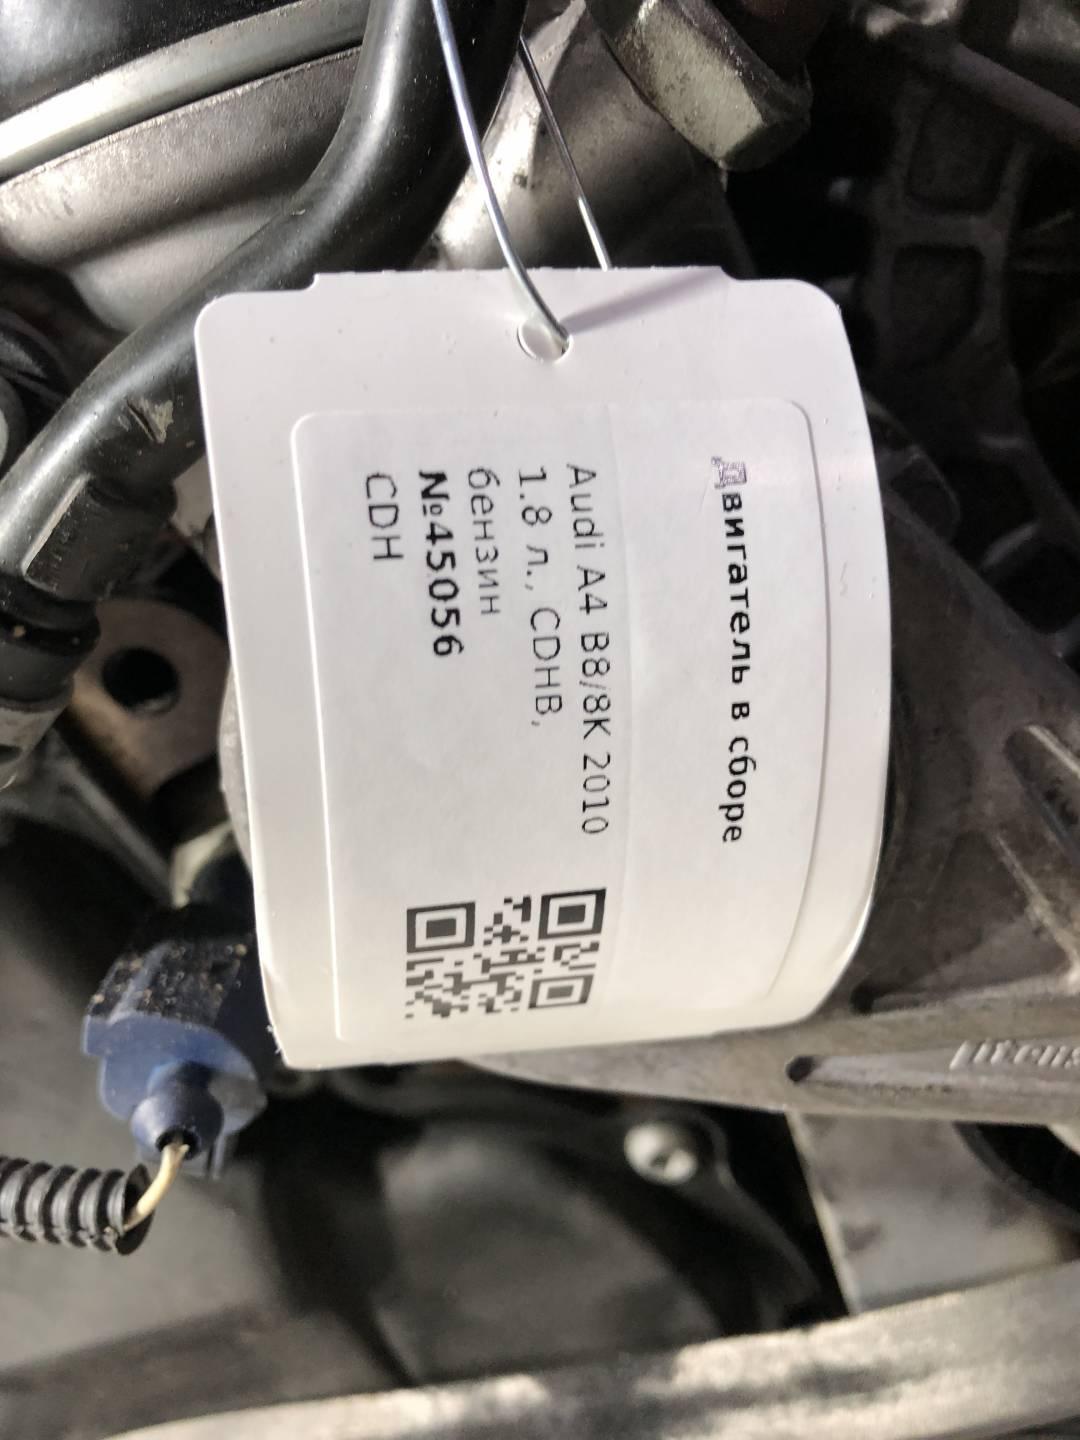 Двигатель в сборе
Audi A4 B8/8K 2010
1.8 л., CDHB,
бензин
№45056
CDH